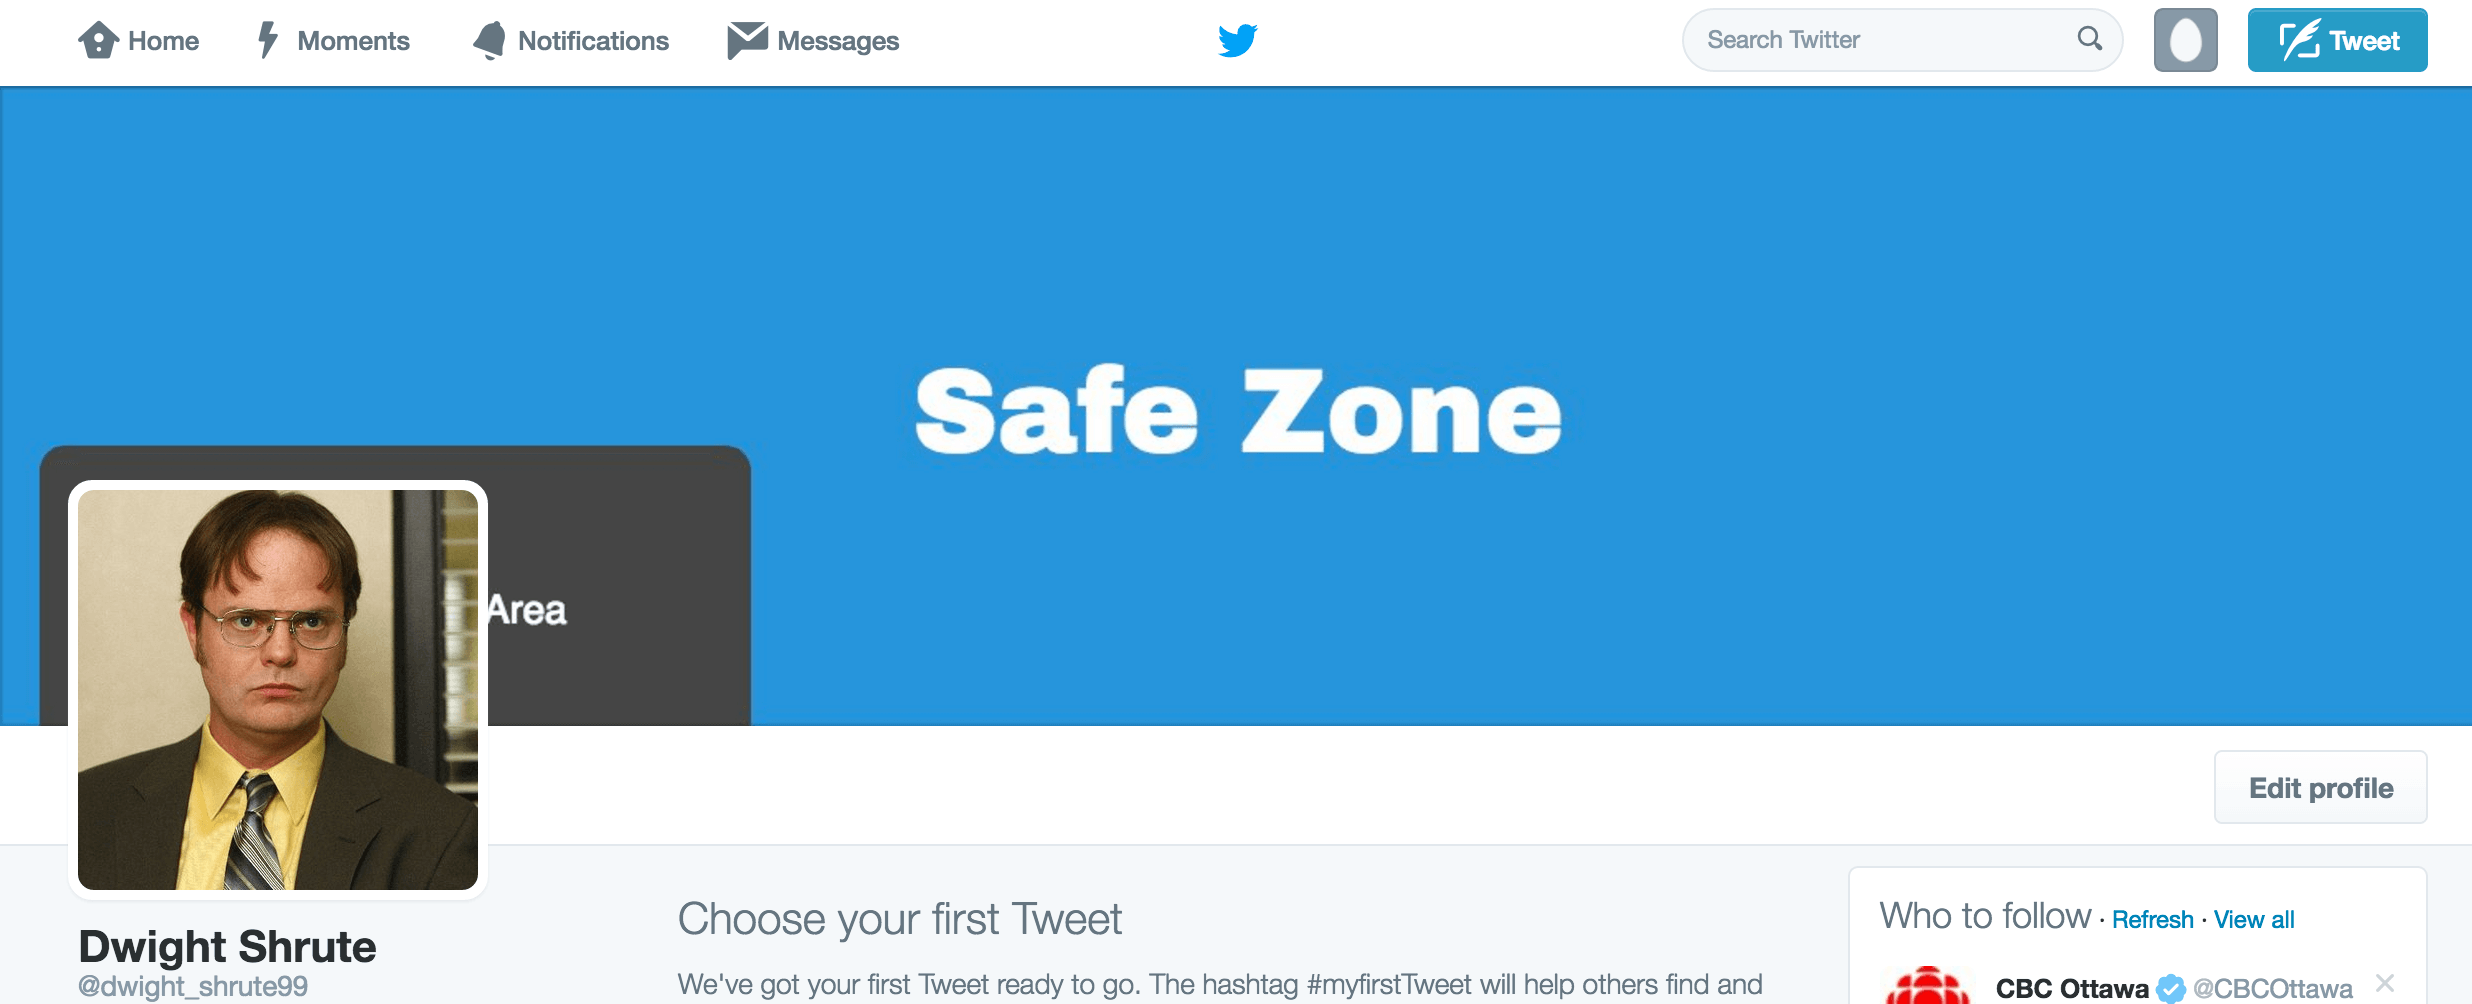 Home Moments Notifications Messages Search Twitter Tweet
Safe Zone
Area
Edit profile
Choose your first Tweet
Who to follow · Refresh · View all
Dwight Shrute
@dwight_shrute99
We've got your first Tweet ready to go. The hashtag #myfirstTweet will help others find and
CBC Ottawa @CBCOttawa